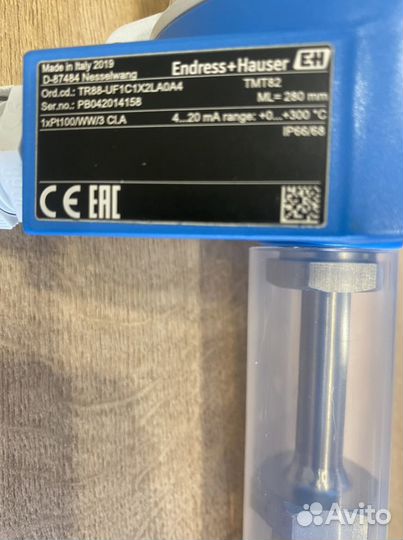 Made in Italy 2019
D-87484 Nesselwang
Endress+Hauser EH
Ord.cd.: TR88-UF1C1X2LA0A4
TMT82
Ser.no.: PB042014158
ML= 280 mm
1xPt100/WW/3 Cl.A
4...20 mA range: +0...+300 °C
IP66/68
CE EAC
Avito